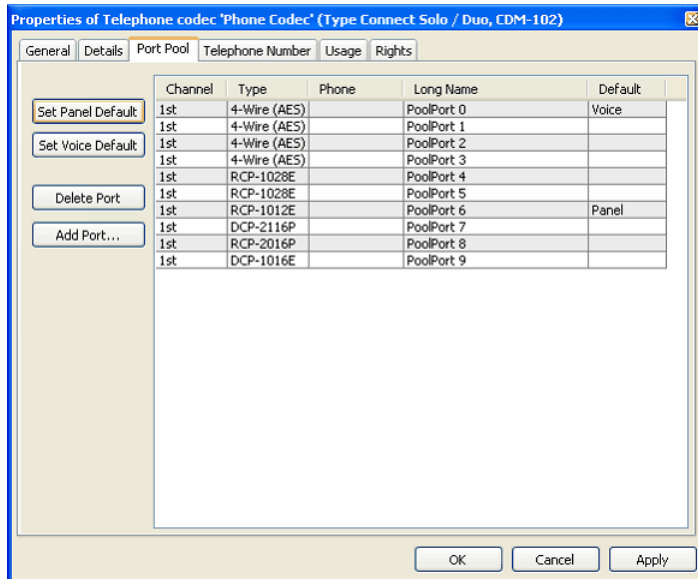 Properties of Telephone codec 'Phone Codec' (Type Connect Solo / Duo, CDM-102)
General Details Port Pool Telephone Number Usage Rights
Channel Type Phone Long Name Default
Set Panel Default
Set Voice Default
Delete Port
Add Port...
1st 4-Wire (AES) PoolPort 0 Voice
1st 4-Wire (AES) PoolPort 1
1st 4-Wire (AES) PoolPort 2
1st 4-Wire (AES) PoolPort 3
1st RCP-1028E PoolPort 4
1st RCP-1028E PoolPort 5
1st RCP-1012E PoolPort 6 Panel
1st DCP-2116P PoolPort 7
1st RCP-2016P PoolPort 8
1st DCP-1016E PoolPort 9
OK Cancel Apply